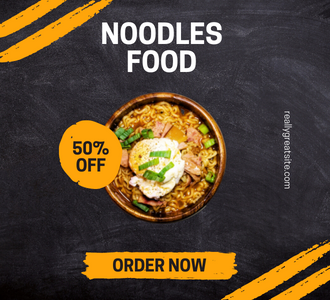 NOODLES
FOOD
50%
OFF
reallygreatsite.com
ORDER NOW